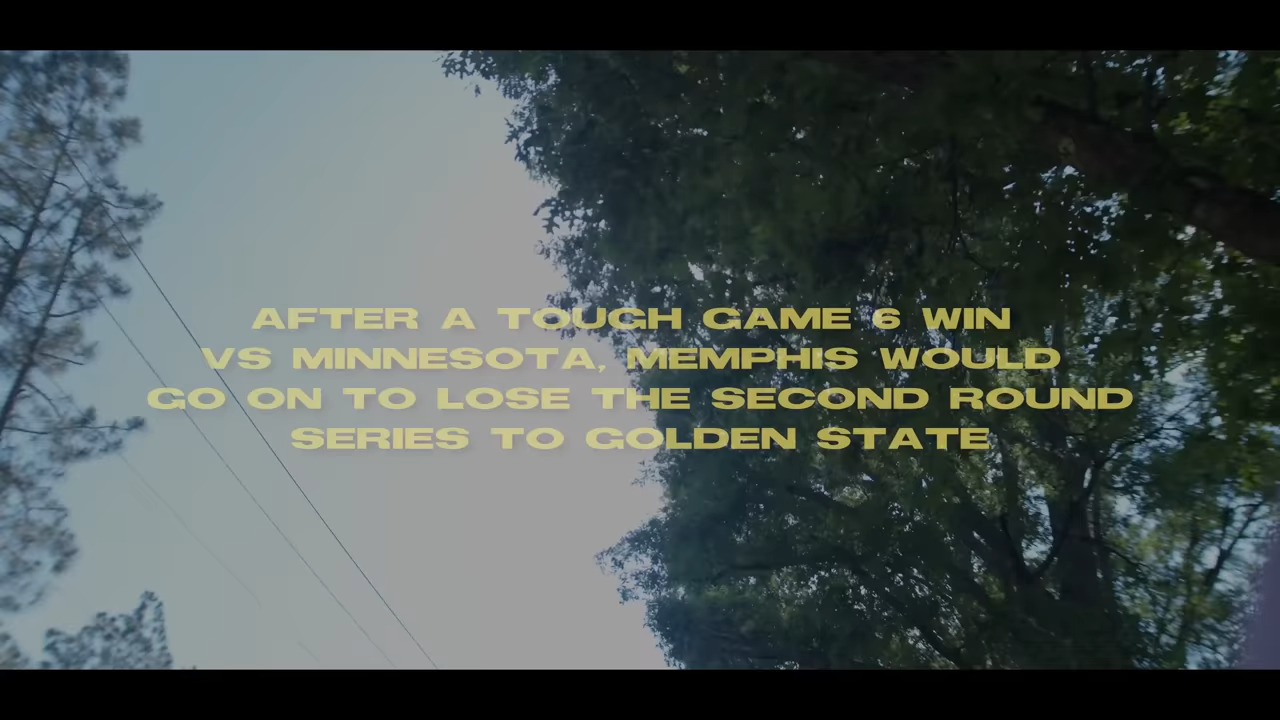 AFTER A TOUGH GAME 6 WIN
VS MINNESOTA, MEMPHIS WOULD
GO ON TO LOSE THE SECOND ROUND
SERIES TO GOLDEN STATE